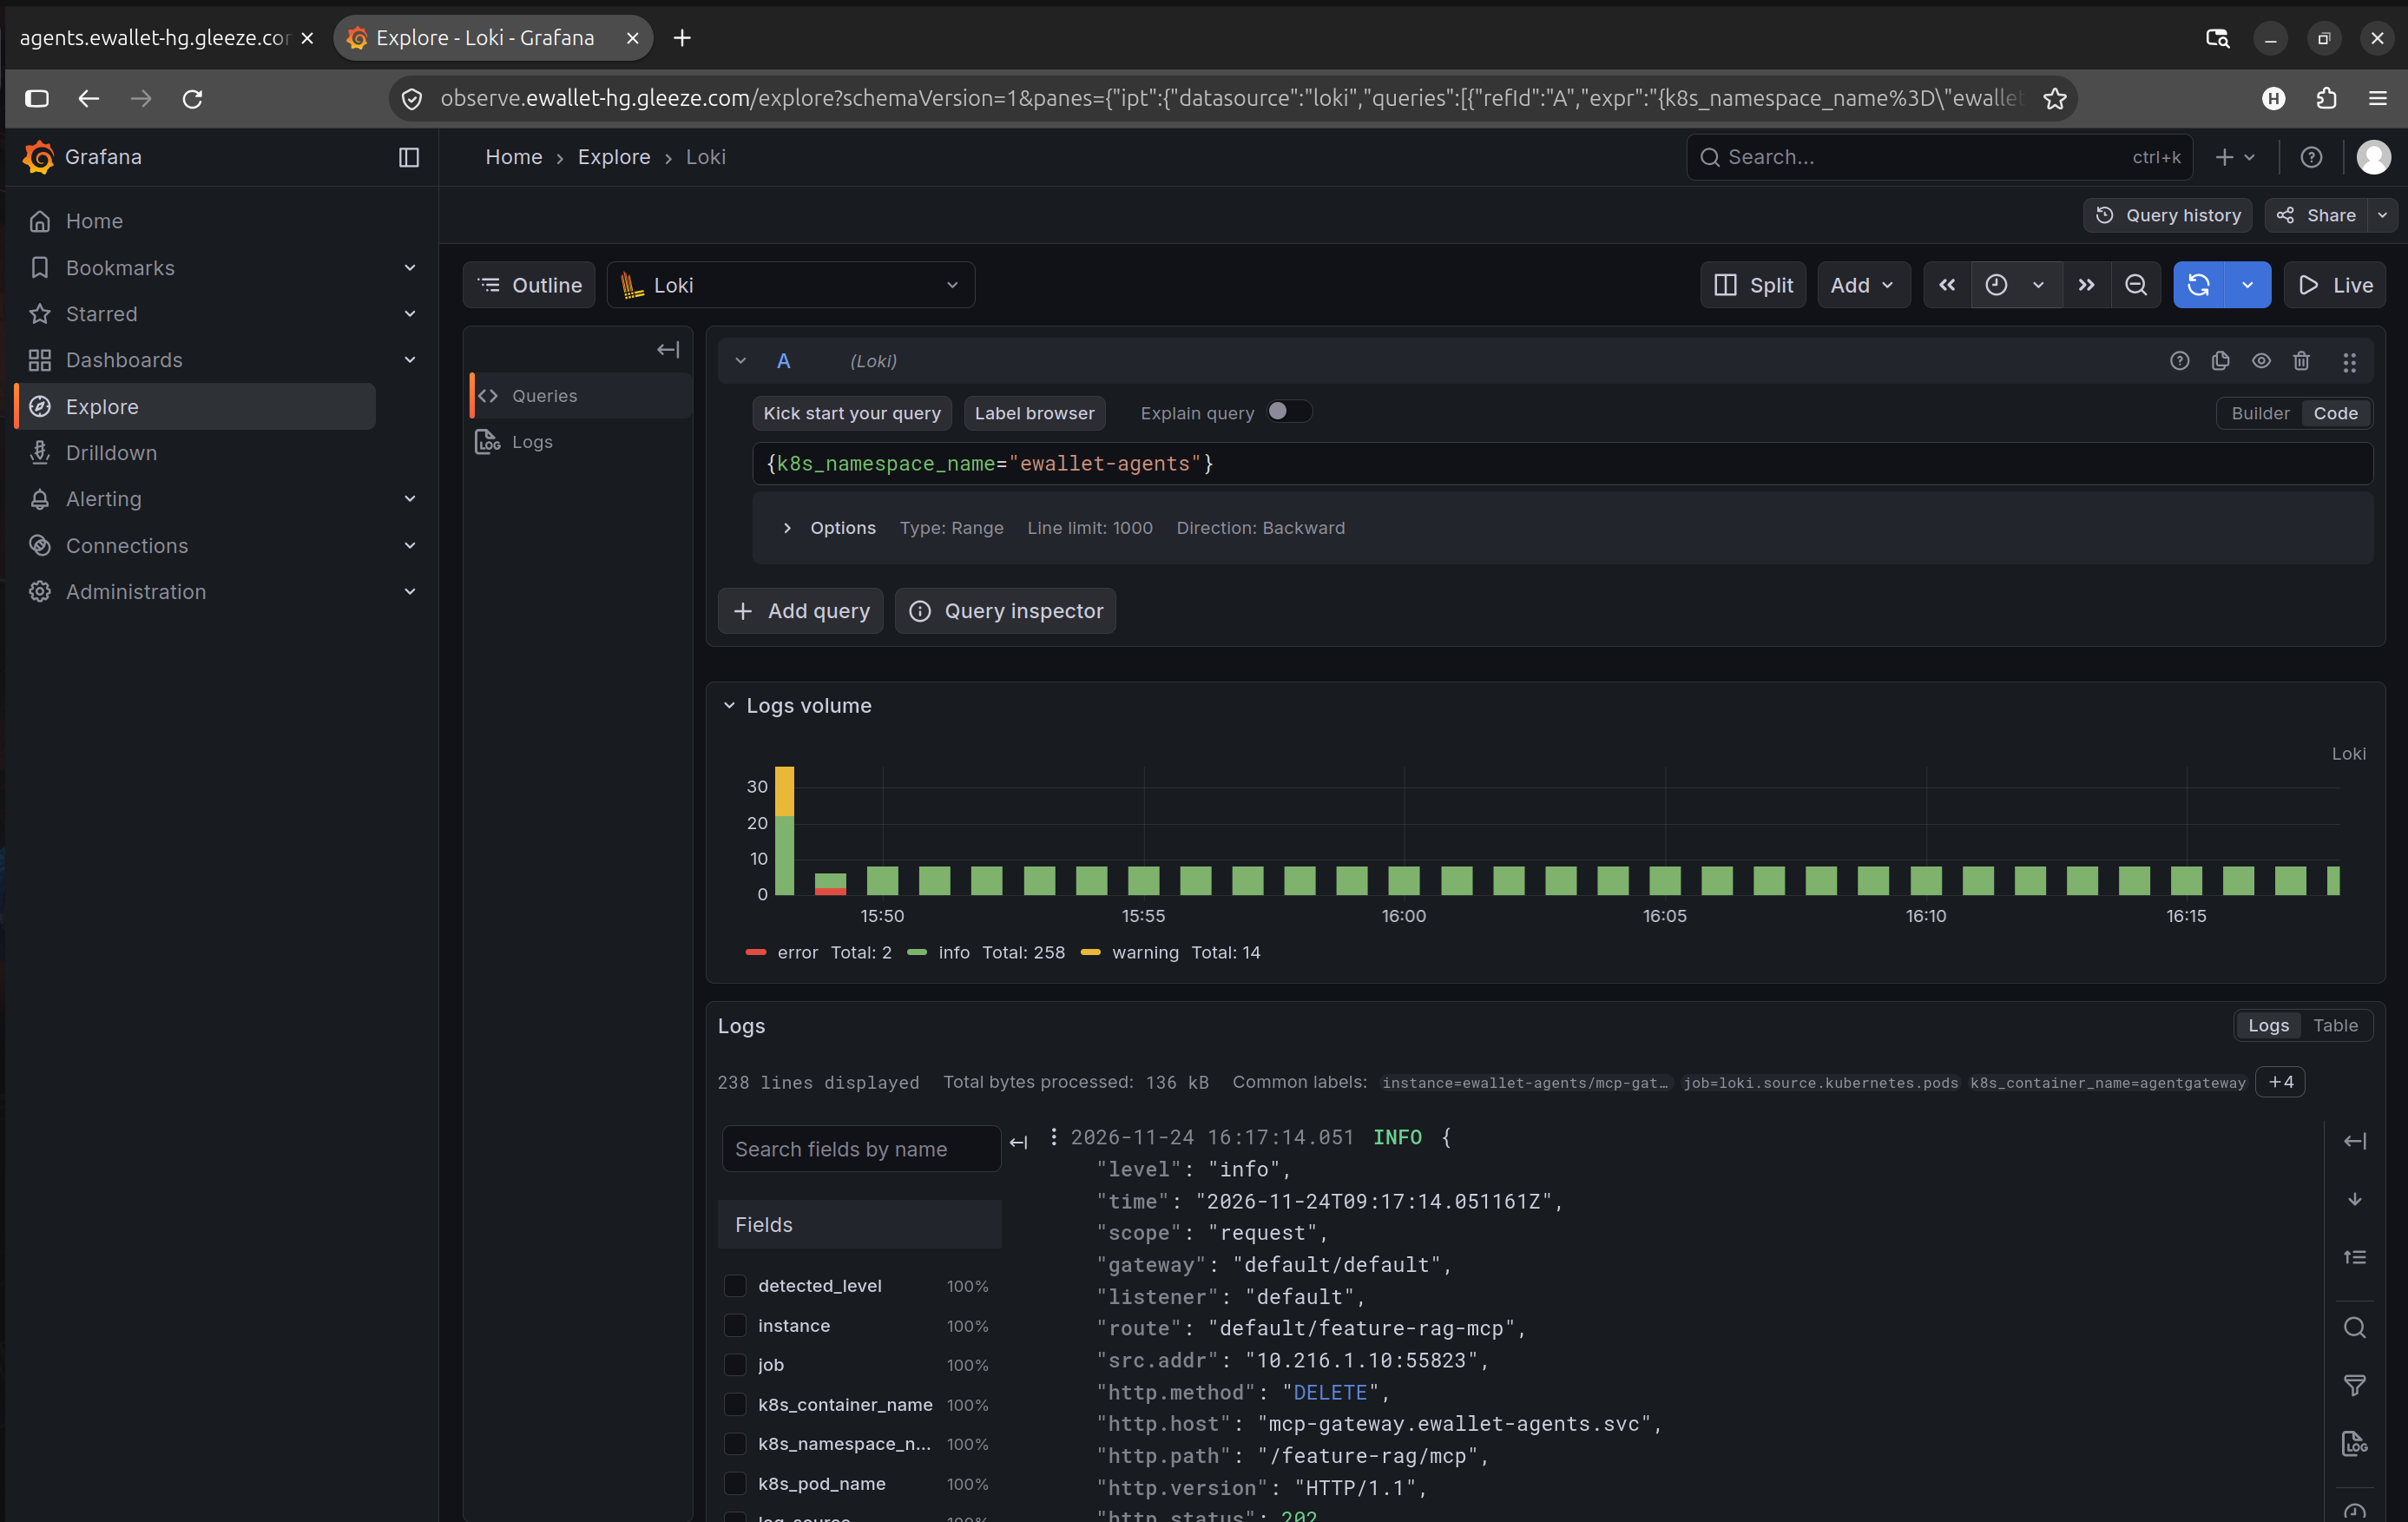 agents.ewallet-hg.gleeze.cor
Explore - Loki - Grafana
observe.ewallet-hg.gleeze.com/explore?schemaVersion=1&panes={"ipt":{"datasource":"loki","queries":[{"refId":"A","expr":"{k8s_namespace_name%3D\"ewallet
Grafana
Home > Explore > Loki
Search...
ctrl+k
Home
Bookmarks
Starred
Dashboards
Explore
Drilldown
Alerting
Connections
Administration
Query history
Share
Outline
Loki
Split
Add
Live
Queries
Logs
A (Loki)
Kick start your query
Label browser
Explain query
Builder
Code
{k8s_namespace_name="ewallet-agents"}
Options Type: Range Line limit: 1000 Direction: Backward
Add query
Query inspector
Logs volume
Loki
30
20
10
0
15:50 15:55 16:00 16:05 16:10 16:15
error Total: 2 info Total: 258 warning Total: 14
Logs
Logs
Table
238 lines displayed Total bytes processed: 136 kB Common labels: instance=ewallet-agents/mcp-gat… job=loki.source.kubernetes.pods k8s_container_name=agentgateway +4
Search fields by name
Fields
detected_level 100%
instance 100%
job 100%
k8s_container_name 100%
k8s_namespace_n... 100%
k8s_pod_name 100%
log_source 100%
2026-11-24 16:17:14.051 INFO {
"level": "info",
"time": "2026-11-24T09:17:14.051161Z",
"scope": "request",
"gateway": "default/default",
"listener": "default",
"route": "default/feature-rag-mcp",
"src.addr": "10.216.1.10:55823",
"http.method": "DELETE",
"http.host": "mcp-gateway.ewallet-agents.svc",
"http.path": "/feature-rag/mcp",
"http.version": "HTTP/1.1",
"http.status": 202